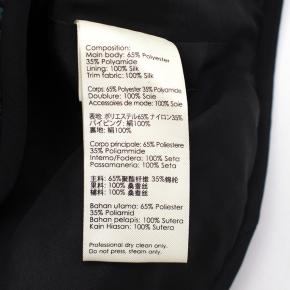 Composition:
Main body: 65% Polyester
35% Polyamide
Lining: 100% Silk
Trim fabric: 100% Silk
Corps: 65% Polyester
35% Polyamide
Doublure: 100% Soie
Accessoires de mode: 100% Soie
表地: ポリエステル65% ナイロン35%
パイピング: 絹100%
裏地: 絹100%
Corpo principale: 65% Poliestere
35% Poliammide
Interno/Fodera: 100% Seta
Passamaneria: 100% Seta
主料: 65%聚酯纤维 35%锦纶
里料: 100% 桑蚕丝
辅料: 100% 桑蚕丝
Bahan utama: 65% Poliester
35% Poliamid
Bahan pelapis: 100% Sutera
Kain Hiasan: 100% Sutera
Professional dry clean only.
Do not steam, steam only.